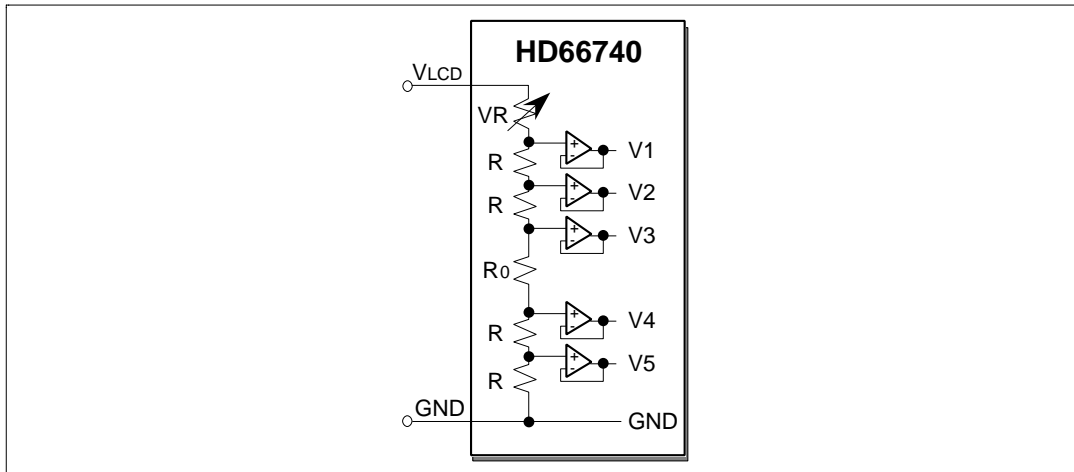 HD66740
VLCD
VR
+
-
V1
R
+
-
V2
R
+
-
V3
R0
+
-
V4
R
+
-
V5
R
GND
GND